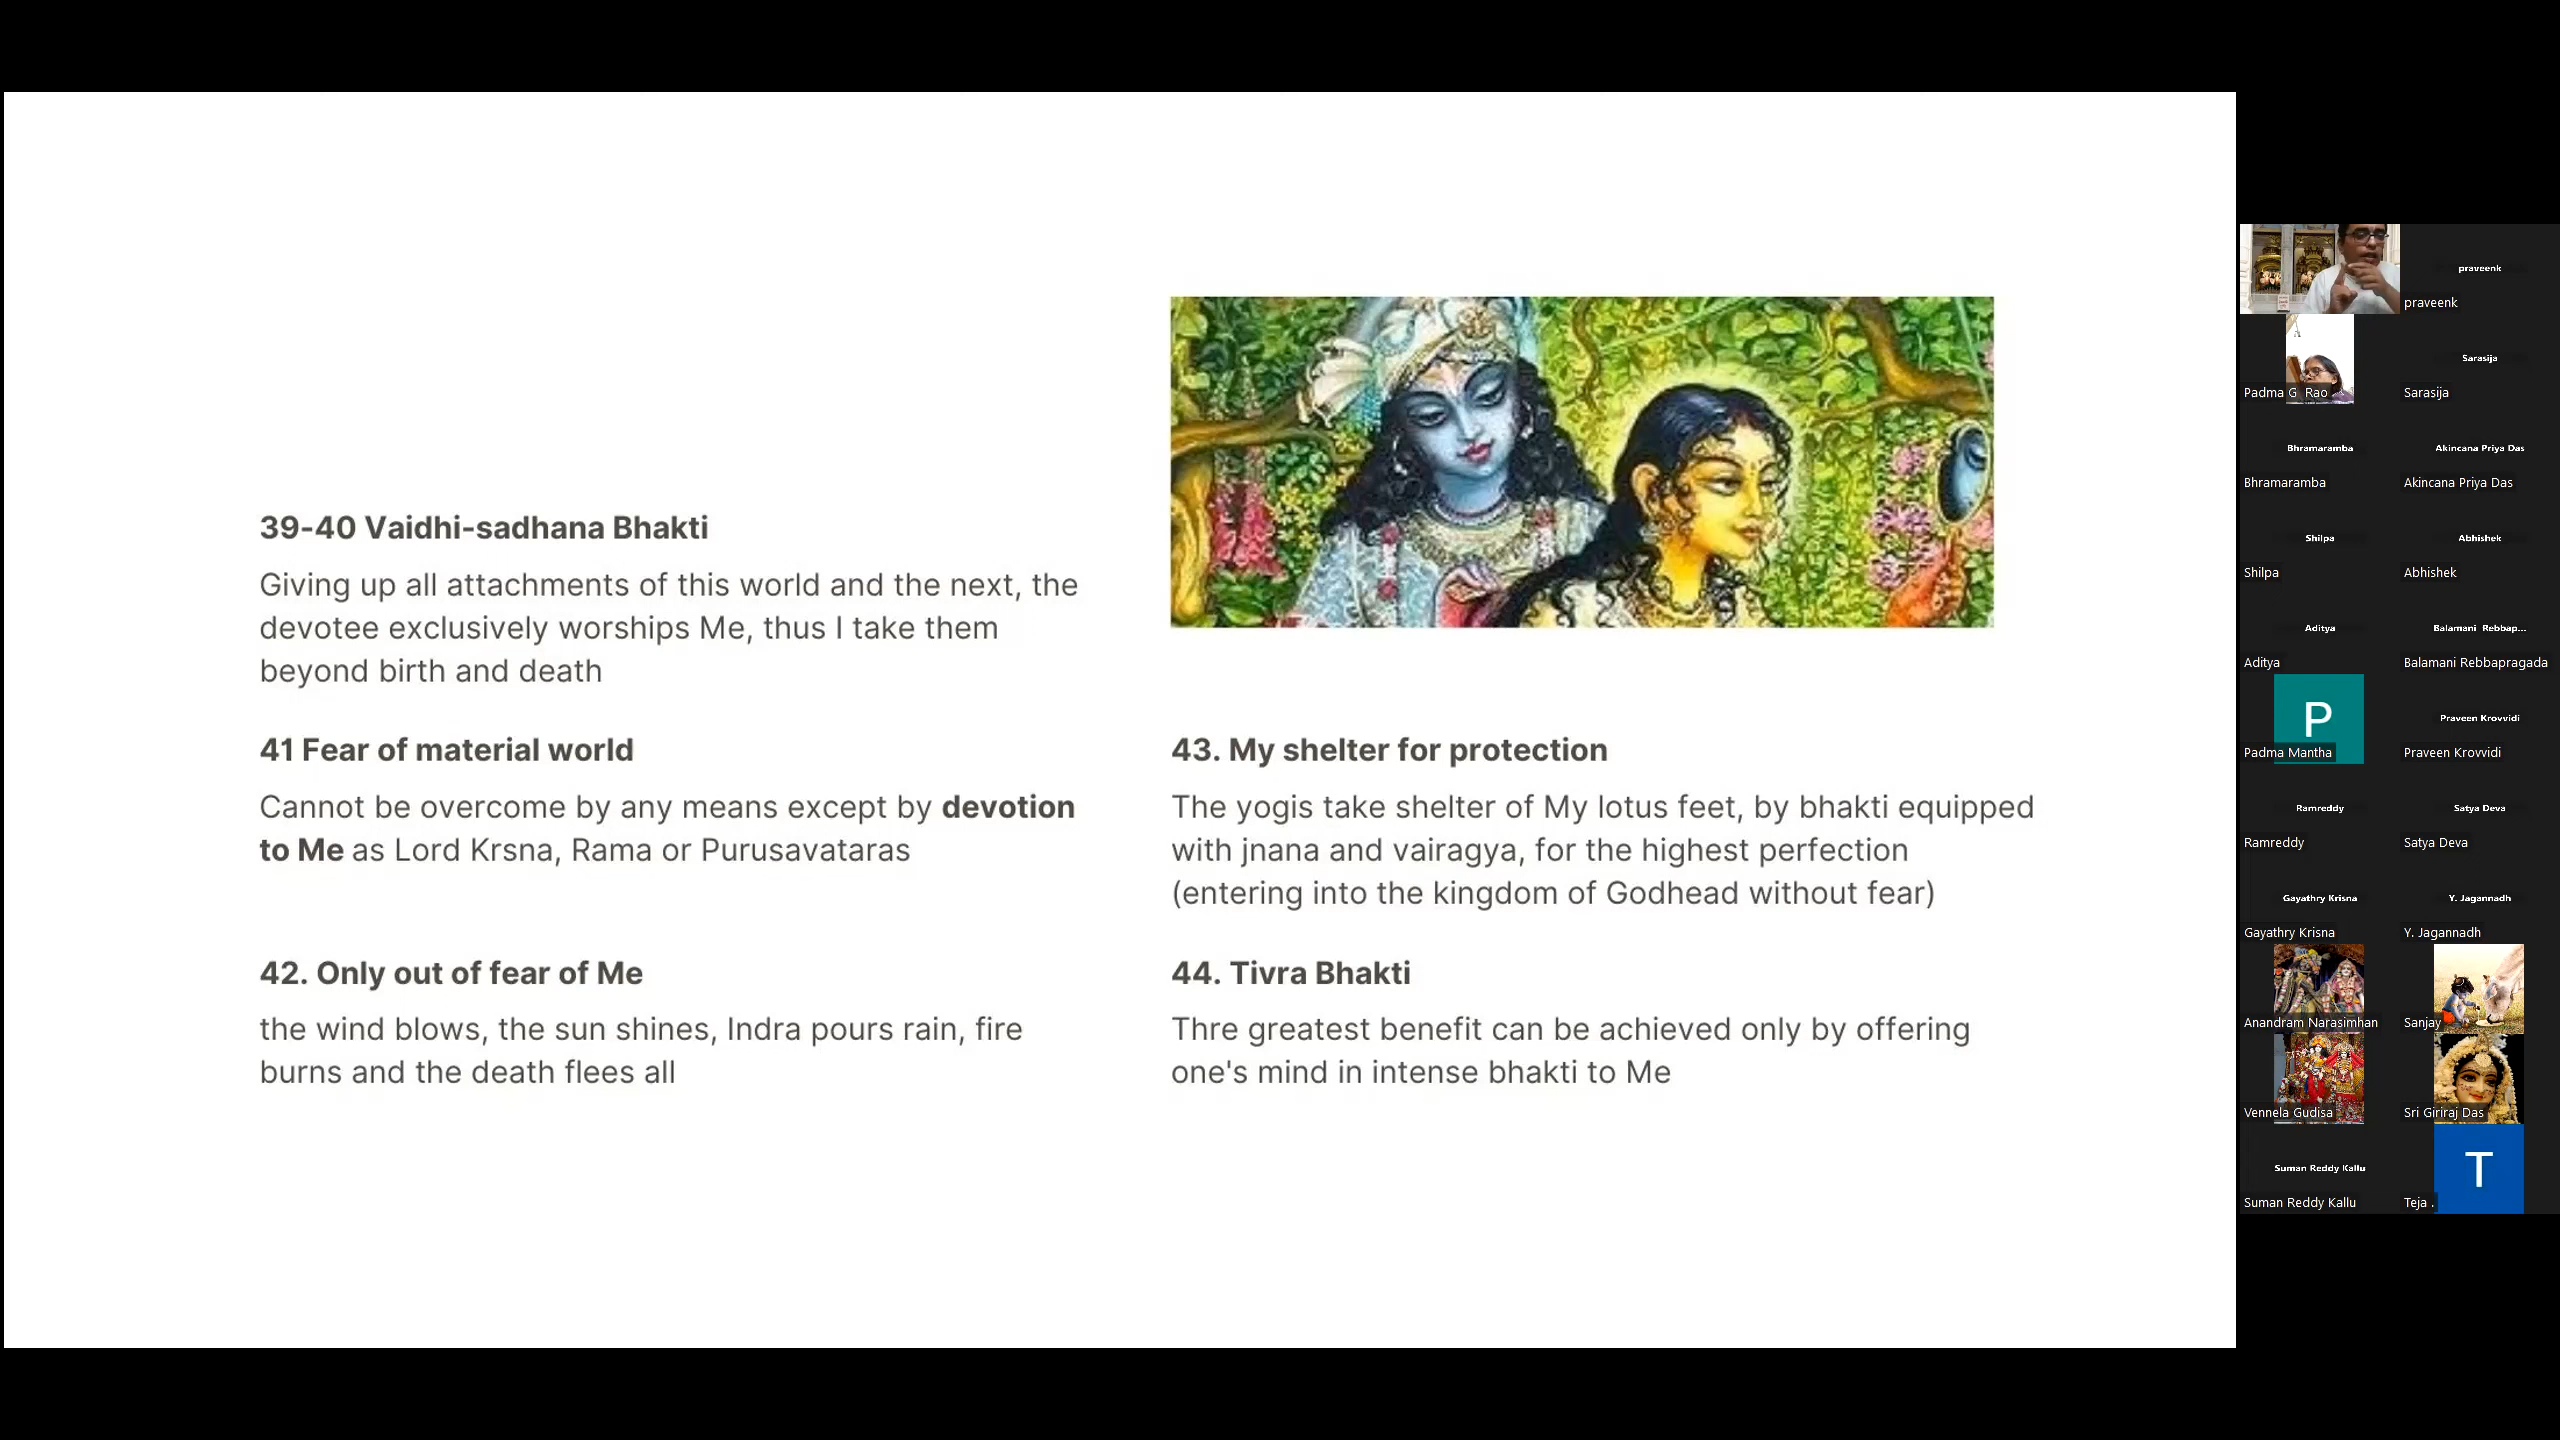 39-40 Vaidhi-sadhana Bhakti
Giving up all attachments of this world and the next, the
devotee exclusively worships Me, thus I take them
beyond birth and death
41 Fear of material world
Cannot be overcome by any means except by devotion
to Me as Lord Krsna, Rama or Purusavataras
42. Only out of fear of Me
the wind blows, the sun shines, Indra pours rain, fire
burns and the death flees all
43. My shelter for protection
The yogis take shelter of My lotus feet, by bhakti equipped
with jnana and vairagya, for the highest perfection
(entering into the kingdom of Godhead without fear)
44. Tivra Bhakti
Thre greatest benefit can be achieved only by offering
one's mind in intense bhakti to Me
praveenk
praveenk
Padma G Rao
Sarasija
Sarasija
Bhramaramba
Bhramaramba
Akincana Priya Das
Akincana Priya Das
Shilpa
Shilpa
Abhishek
Abhishek
Aditya
Aditya
Balamani Rebbap...
Balamani Rebbapragada
P
Padma Mantha
Praveen Krovvidi
Praveen Krovvidi
Ramreddy
Ramreddy
Satya Deva
Satya Deva
Gayathry Krisna
Gayathry Krisna
Y. Jagannadh
Y. Jagannadh
Anandram Narasimhan
Sanjay
Vennela Gudisa
Sri Giriraj Das
Suman Reddy Kallu
Suman Reddy Kallu
T
Teja .